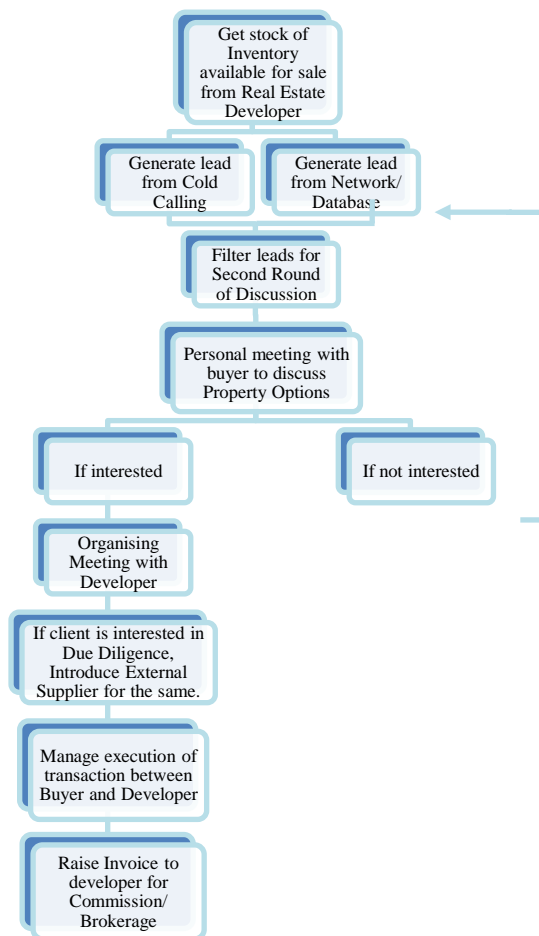 Get stock of
Inventory
available for sale
from Real Estate
Developer
Generate lead
from Cold
Calling
Generate lead
from Network/
Database
Filter leads for
Second Round
of Discussion
Personal meeting with
buyer to discuss
Property Options
If interested
If not interested
Organising
Meeting with
Developer
If client is interested in
Due Diligence,
Introduce External
Supplier for the same.
Manage execution of
transaction between
Buyer and Developer
Raise Invoice to
developer for
Commission/
Brokerage